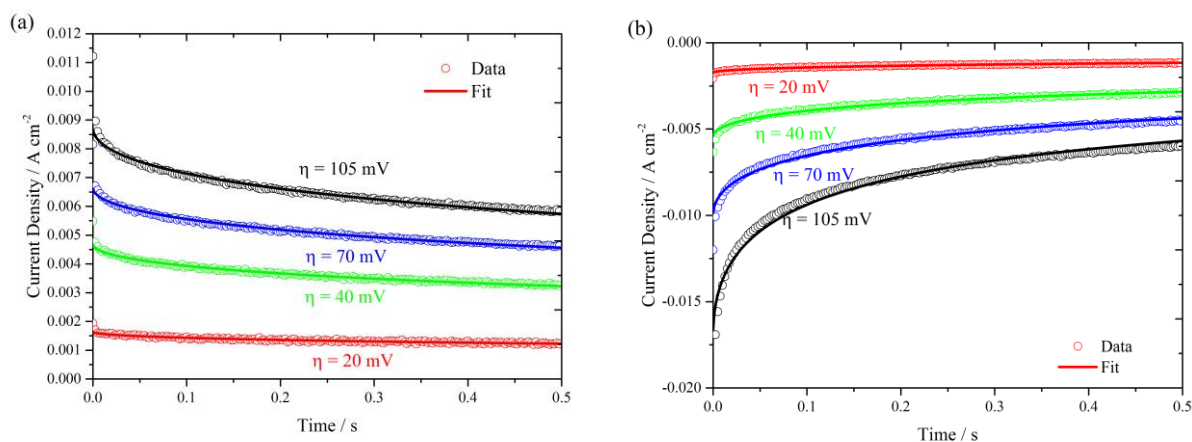 (a)
0.012
0.011
0.010
0.009
0.008
0.007
0.006
0.005
0.004
0.003
0.002
0.001
0.000
Current Density / A cm-2
Data
Fit
η = 105 mV
η = 70 mV
η = 40 mV
η = 20 mV
0.0 0.1 0.2 0.3 0.4 0.5
Time / s
(b)
0.000
-0.005
-0.010
-0.015
-0.020
Current Density / A cm-2
η = 20 mV
η = 40 mV
η = 70 mV
η = 105 mV
Data
Fit
0.0 0.1 0.2 0.3 0.4 0.5
Time / s